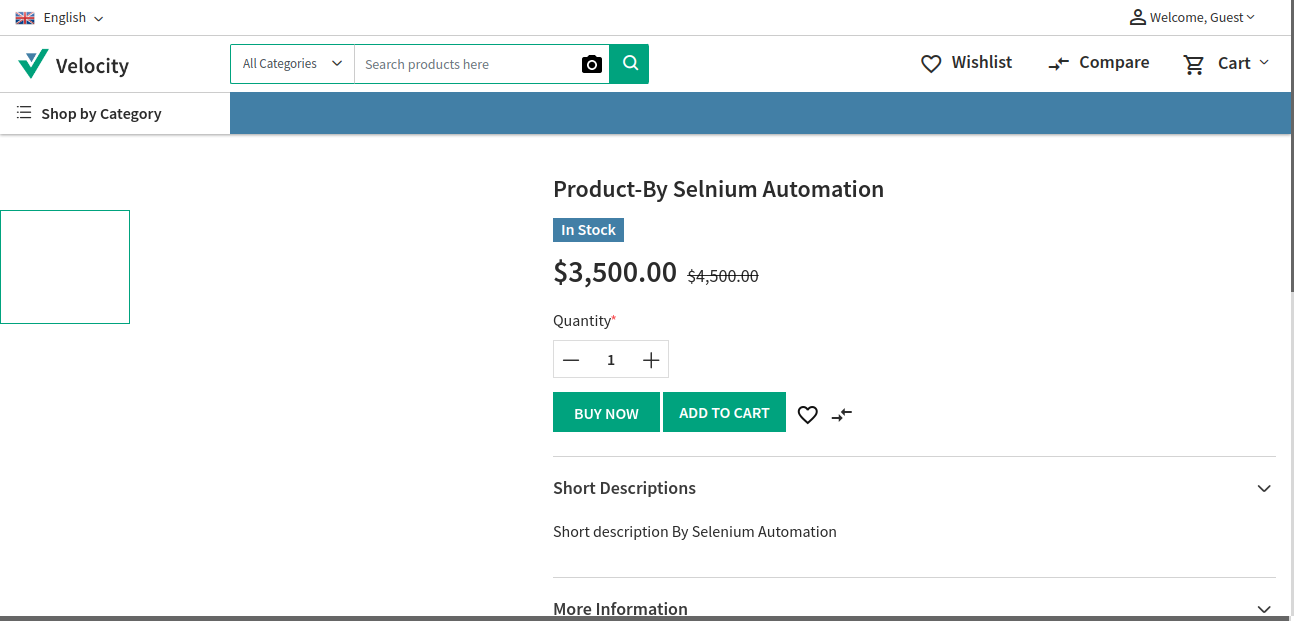 English
Welcome, Guest
Velocity
All Categories
Search products here
Wishlist
Compare
Cart
Shop by Category
Product-By Selnium Automation
In Stock
$3,500.00 $4,500.00
Quantity*
1
BUY NOW
ADD TO CART
Short Descriptions
Short description By Selenium Automation
More Information